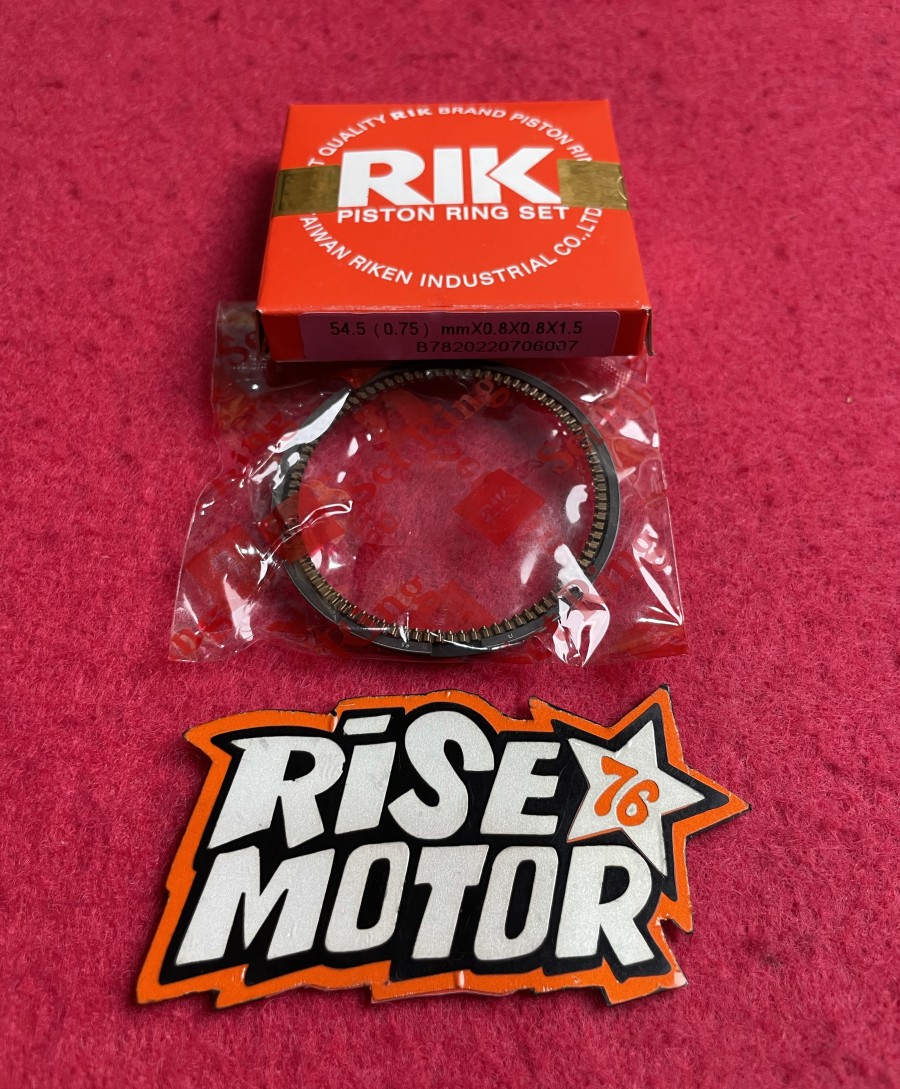 T QUALITY RIK BRAND PISTON RIN
RIK
PISTON RING SET
AIWAN RIKEN INDUSTRIAL CO.,LTD
54.5 (0.75) mmX0.8X0.8X1.5
B7820220706007
RISE
76
MOTOR